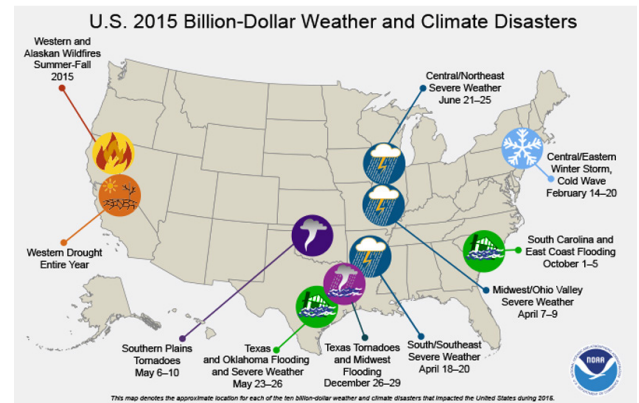 U.S. 2015 Billion-Dollar Weather and Climate Disasters
Western and
Alaskan Wildfires
Summer-Fall
2015
Central/Northeast
Severe Weather
June 21–25
Central/Eastern
Winter Storm,
Cold Wave
February 14–20
Western Drought
Entire Year
South Carolina and
East Coast Flooding
October 1–5
Midwest/Ohio Valley
Severe Weather
April 7–9
Southern Plains
Tornadoes
May 6–10
Texas
and Oklahoma Flooding
and Severe Weather
May 23–26
Texas Tornadoes
and Midwest
Flooding
December 26–29
South/Southeast
Severe Weather
April 18–20
NOAA
This map denotes the approximate location for each of the ten billion-dollar weather and climate disasters that impacted the United States during 2015.